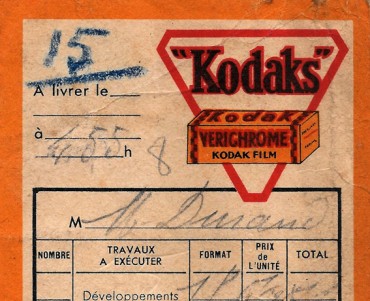 15
"Kodaks"
A livrer le
Kodak
VERICHROME
KODAK FILM
à
h 8
M Durand
NOMBRE TRAVAUX A EXÉCUTER FORMAT PRIX DE L'UNITÉ TOTAL
Développements